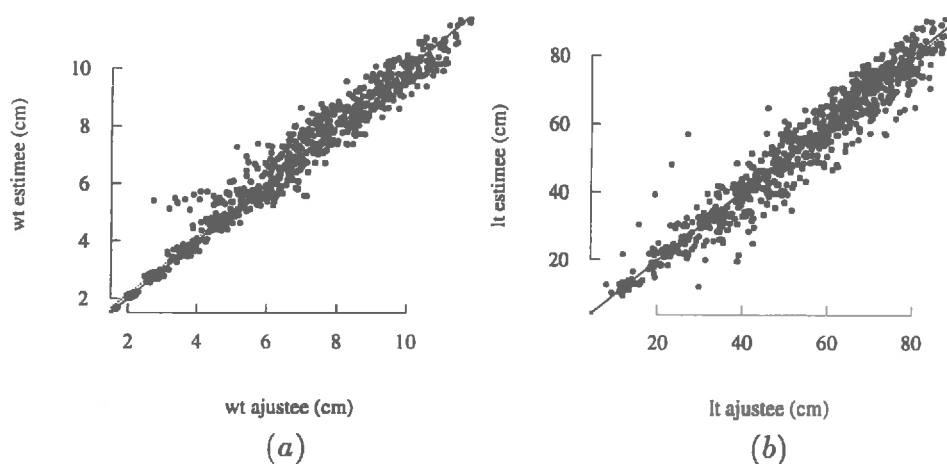 10
8
6
4
2
wt estimee (cm)
2 4 6 8 10
wt ajustee (cm)
(a)
80
60
40
20
lt estimee (cm)
20 40 60 80
lt ajustee (cm)
(b)